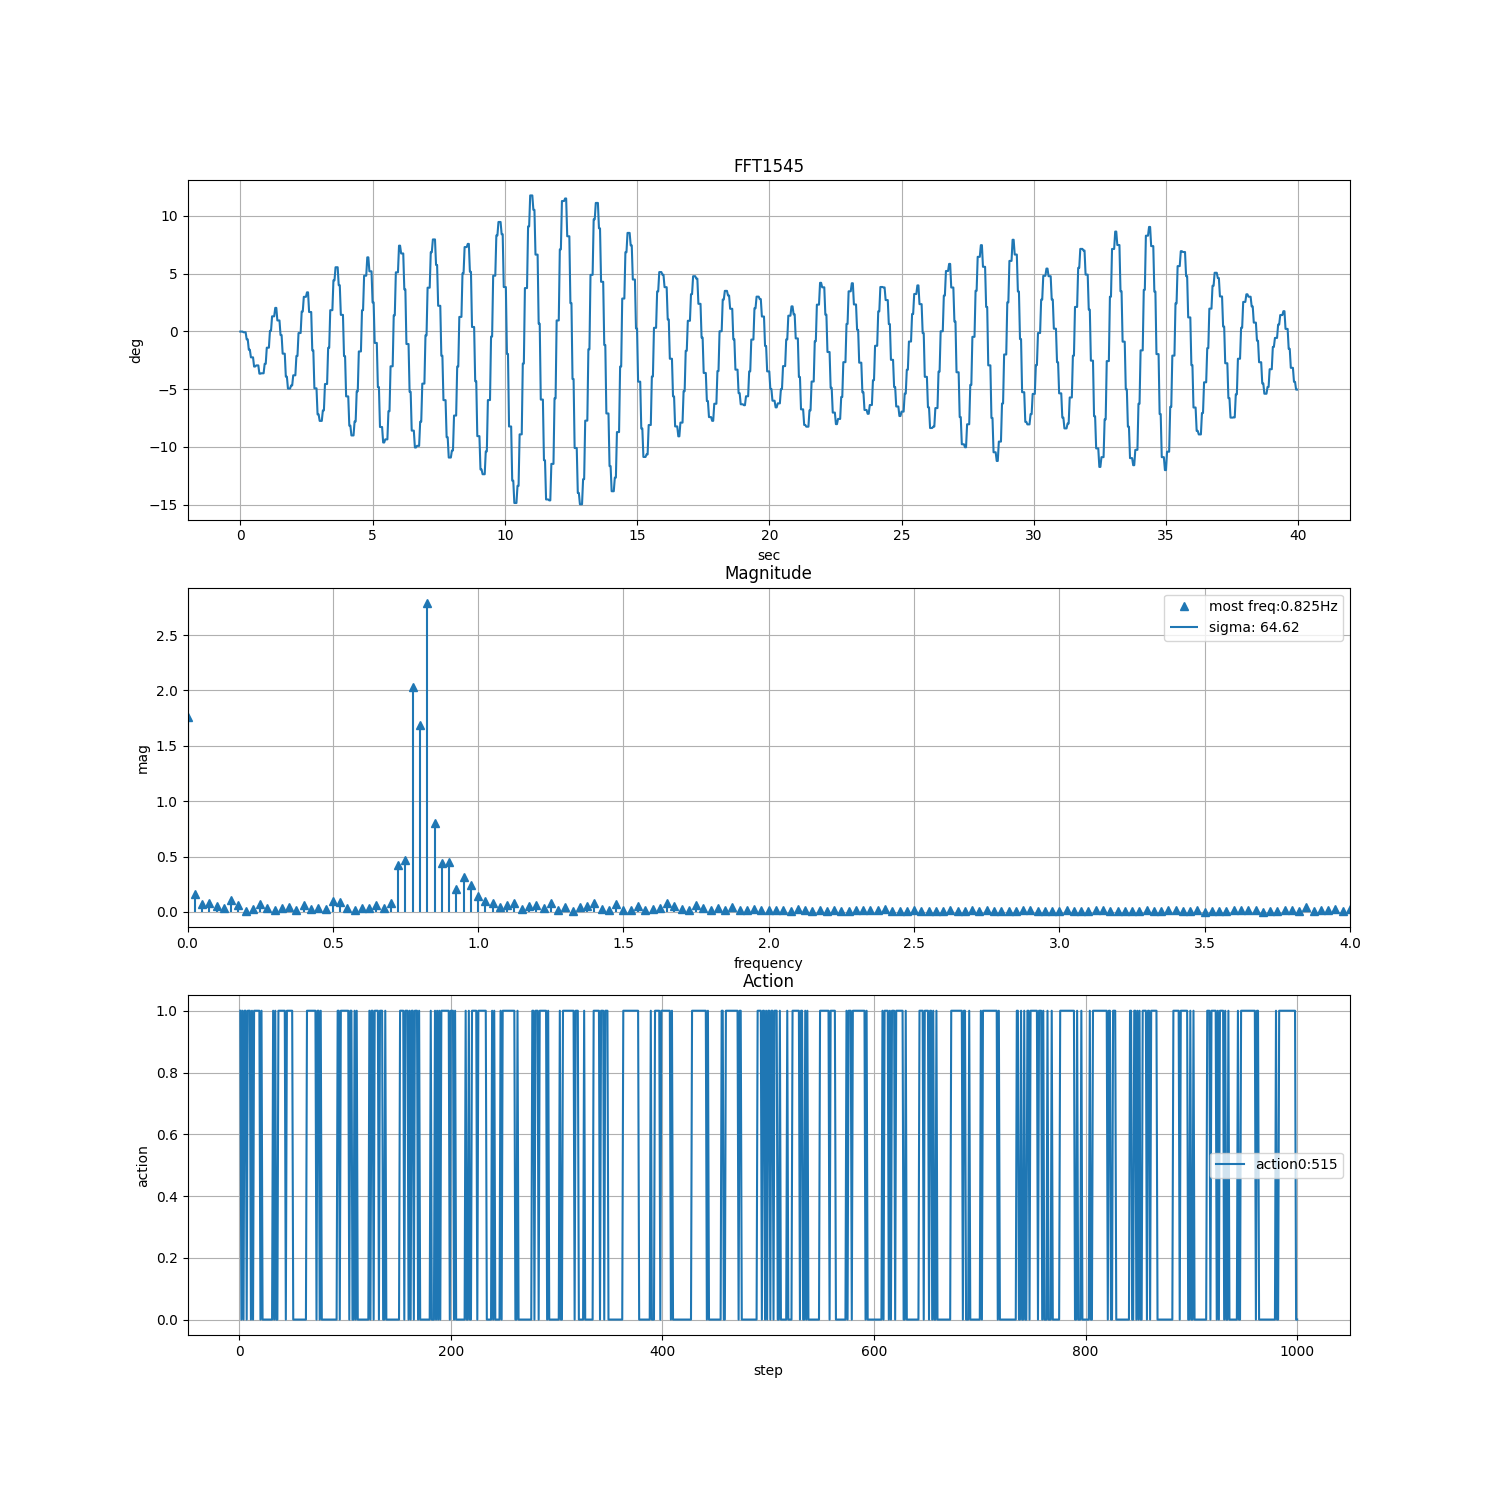 FFT1545
10
5
0
−5
−10
−15
deg
0 5 10 15 20 25 30 35 40
sec
Magnitude
most freq:0.825Hz
sigma: 64.62
2.5
2.0
1.5
1.0
0.5
0.0
mag
0.0 0.5 1.0 1.5 2.0 2.5 3.0 3.5 4.0
frequency
Action
1.0
0.8
0.6
0.4
0.2
0.0
action
action0:515
0 200 400 600 800 1000
step